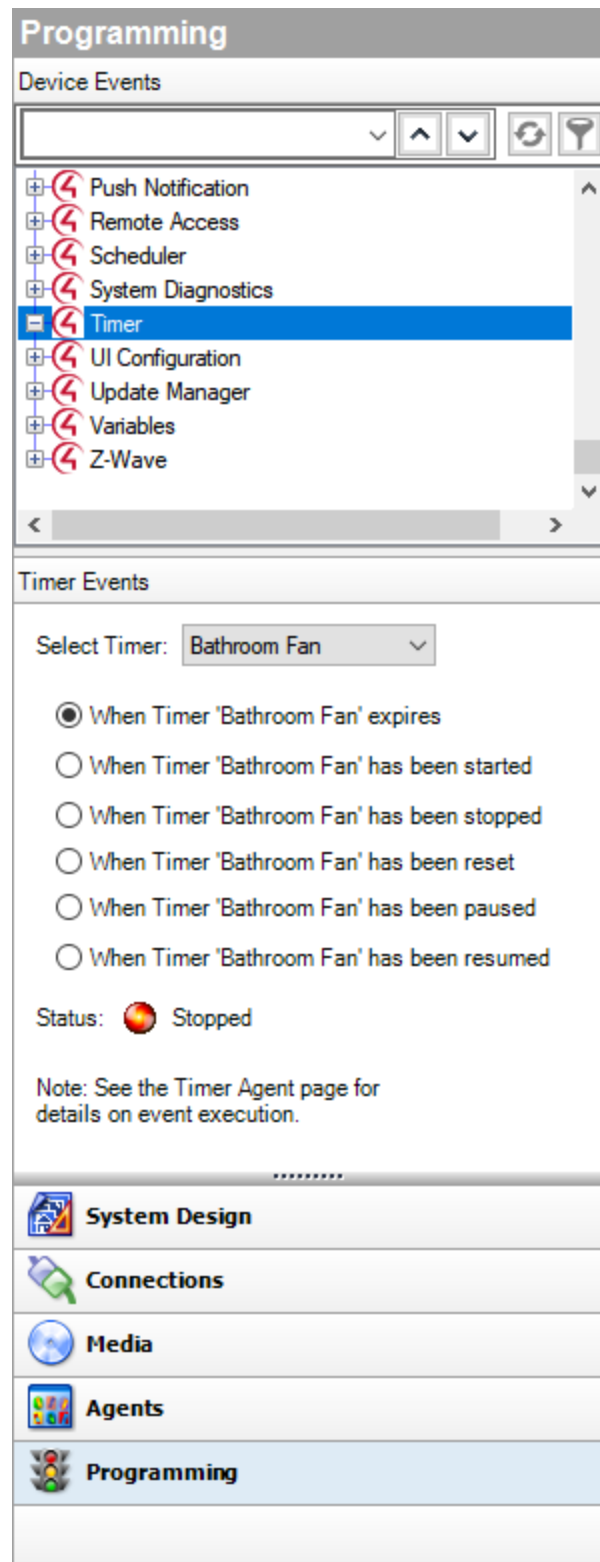 Programming
Device Events
Push Notification
Remote Access
Scheduler
System Diagnostics
Timer
UI Configuration
Update Manager
Variables
Z-Wave
Timer Events
Select Timer: Bathroom Fan
When Timer 'Bathroom Fan' expires
When Timer 'Bathroom Fan' has been started
When Timer 'Bathroom Fan' has been stopped
When Timer 'Bathroom Fan' has been reset
When Timer 'Bathroom Fan' has been paused
When Timer 'Bathroom Fan' has been resumed
Status: Stopped
Note: See the Timer Agent page for
details on event execution.
System Design
Connections
Media
Agents
Programming